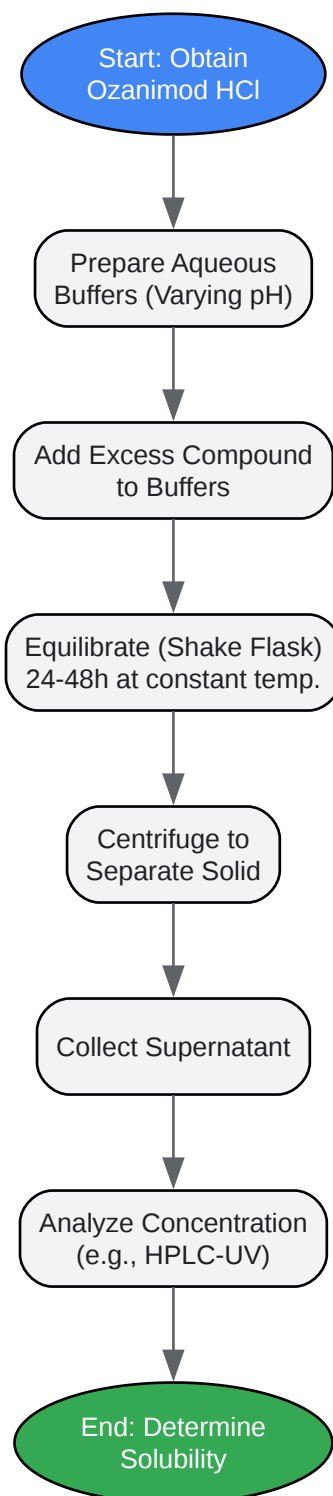 Start: Obtain
Ozanimod HCl
Prepare Aqueous
Buffers (Varying pH)
Add Excess Compound
to Buffers
Equilibrate (Shake Flask)
24-48h at constant temp.
Centrifuge to
Separate Solid
Collect Supernatant
Analyze Concentration
(e.g., HPLC-UV)
End: Determine
Solubility